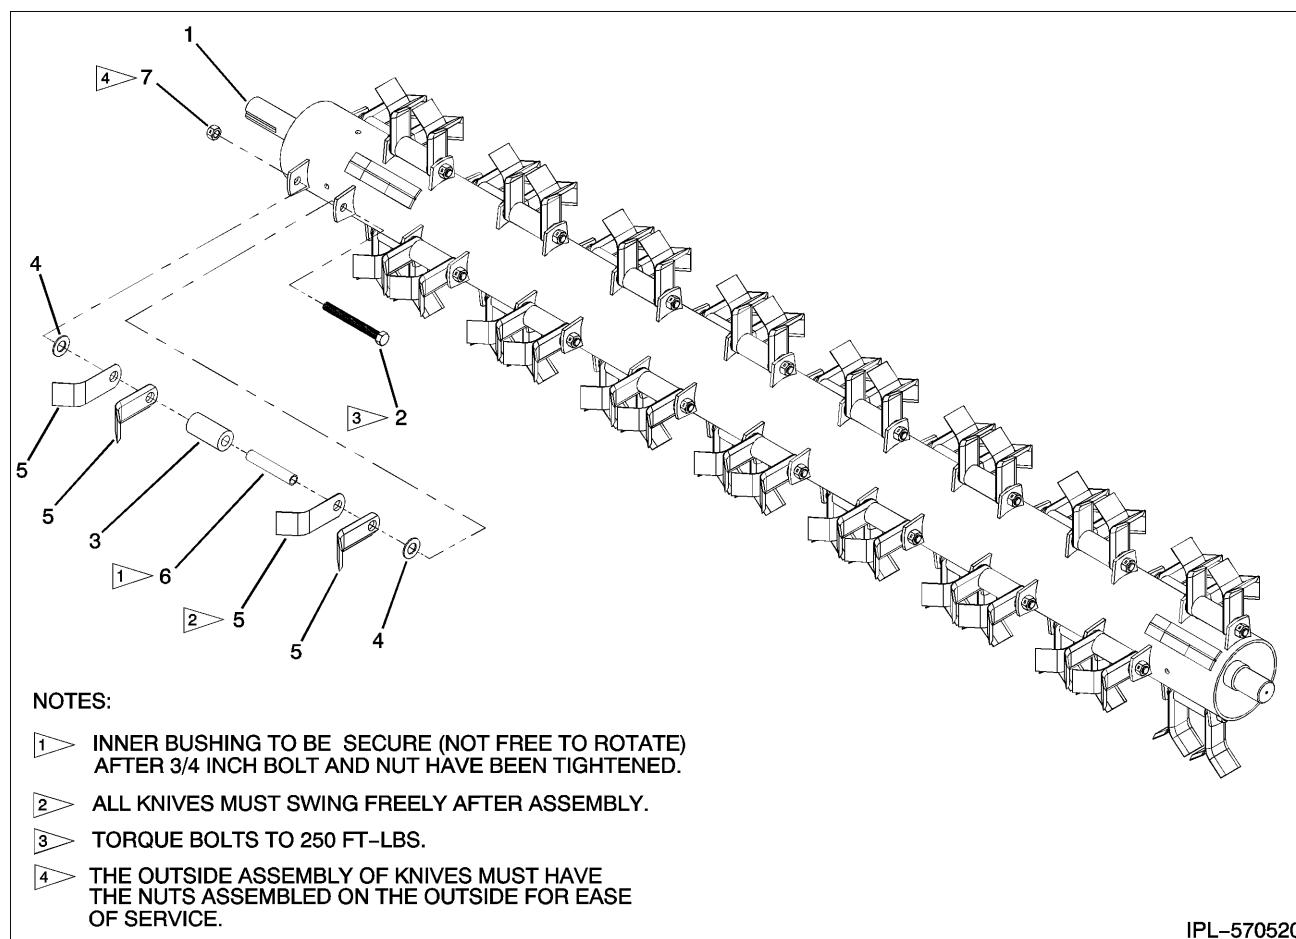 1
4 7
4
3 2
5
5
3
1 6
2 5
5
4
NOTES:
1 INNER BUSHING TO BE SECURE (NOT FREE TO ROTATE)
AFTER 3/4 INCH BOLT AND NUT HAVE BEEN TIGHTENED.
2 ALL KNIVES MUST SWING FREELY AFTER ASSEMBLY.
3 TORQUE BOLTS TO 250 FT-LBS.
4 THE OUTSIDE ASSEMBLY OF KNIVES MUST HAVE
THE NUTS ASSEMBLED ON THE OUTSIDE FOR EASE
OF SERVICE.
IPL-570520